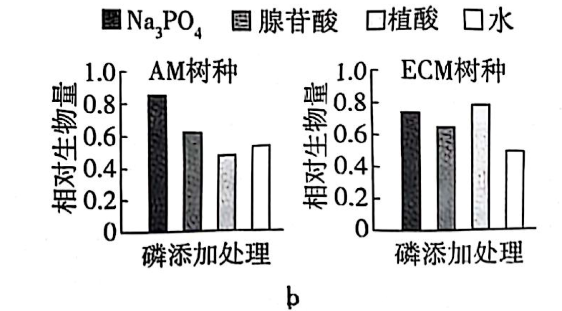 Na₃PO₄ 腺苷酸 植酸 水
AM树种
相对生物量
1.0
0.8
0.6
0.4
0.2
0
磷添加处理
ECM树种
相对生物量
1.0
0.8
0.6
0.4
0.2
0
磷添加处理
b